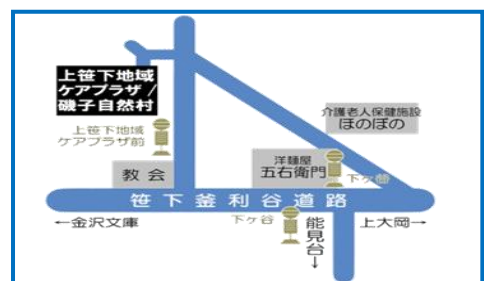 上笹下地域
ケアプラザ/
磯子自然村
上笹下地域
ケアプラザ前
介護老人保健施設
ほのぼの
教会
洋麺屋
五右衛門
下ケ谷
笹下釜利谷道路
←金沢文庫
下ケ谷
能見台→
上大岡→